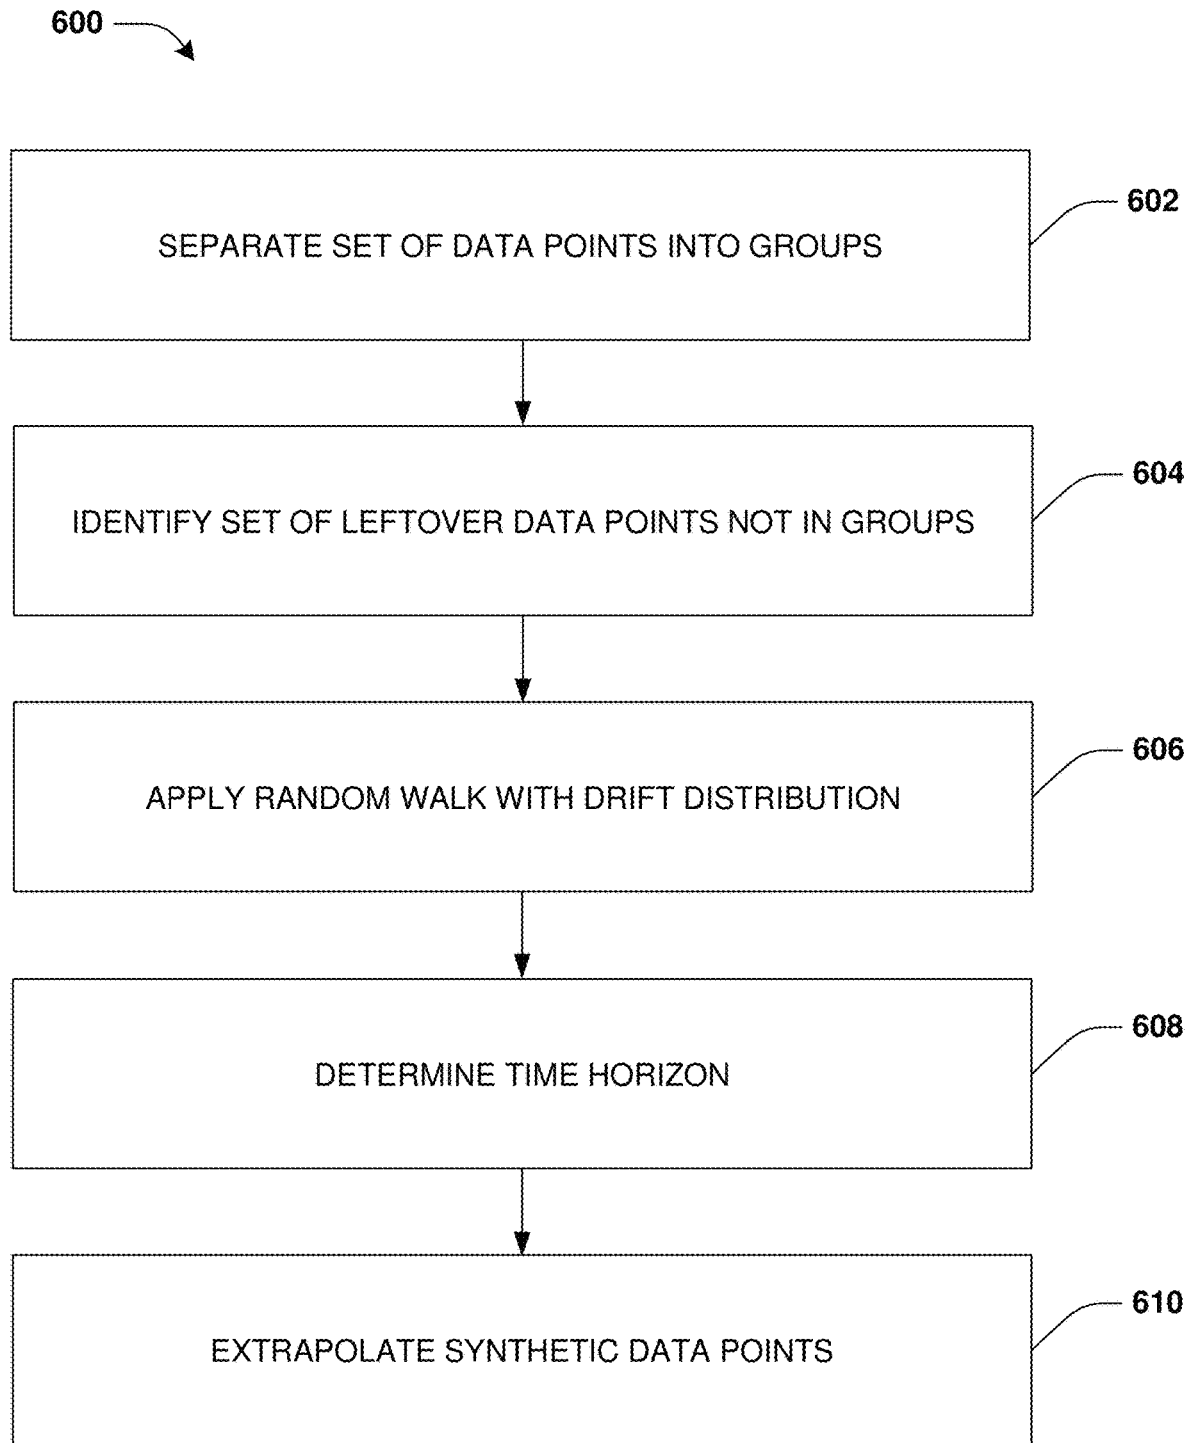 600
602
SEPARATE SET OF DATA POINTS INTO GROUPS
604
IDENTIFY SET OF LEFTOVER DATA POINTS NOT IN GROUPS
606
APPLY RANDOM WALK WITH DRIFT DISTRIBUTION
608
DETERMINE TIME HORIZON
610
EXTRAPOLATE SYNTHETIC DATA POINTS